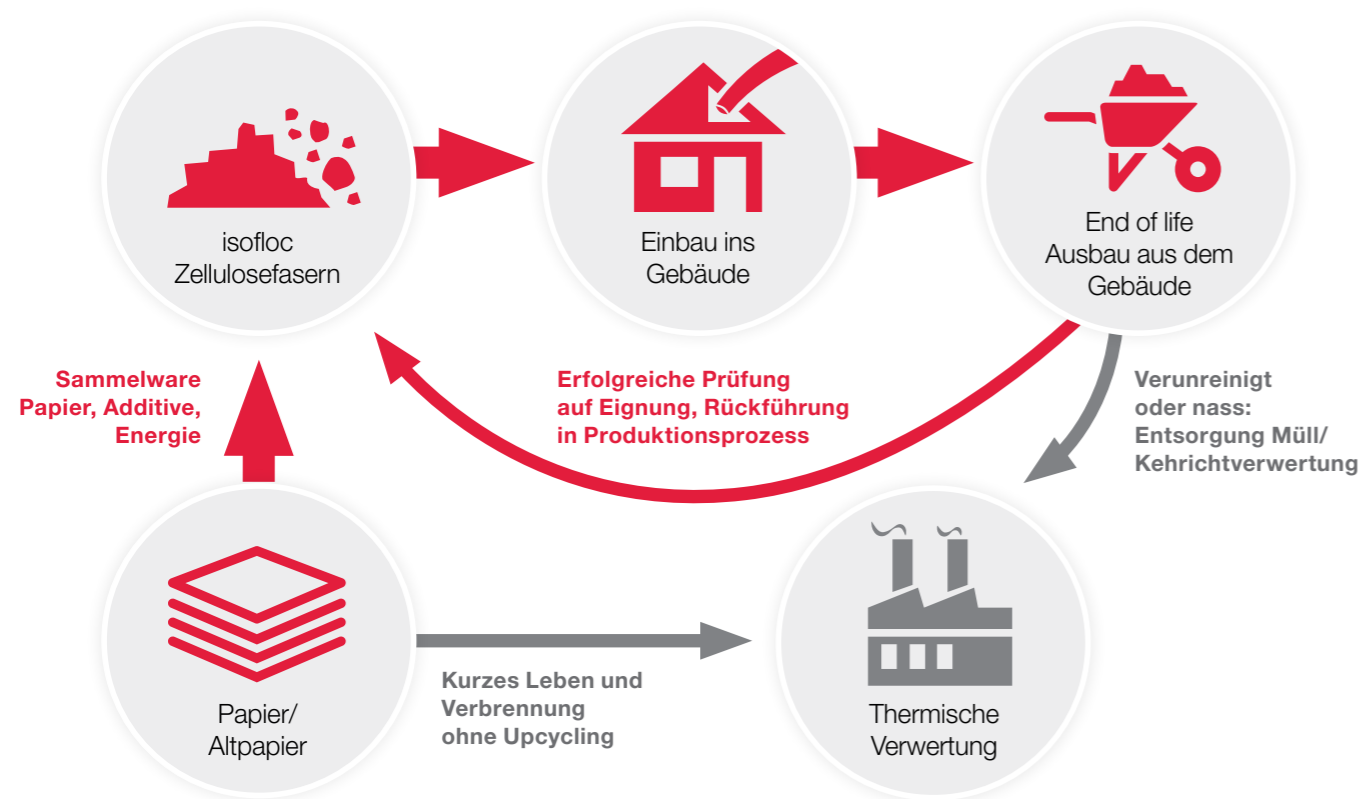 isofloc
Zellulosefasern
Einbau ins
Gebäude
End of life
Ausbau aus dem
Gebäude
Sammelware
Papier, Additive,
Energie
Erfolgreiche Prüfung
auf Eignung, Rückführung
in Produktionsprozess
Verunreinigt
oder nass:
Entsorgung Müll/
Kehrichtverwertung
Papier/
Altpapier
Kurzes Leben und
Verbrennung
ohne Upcycling
Thermische
Verwertung